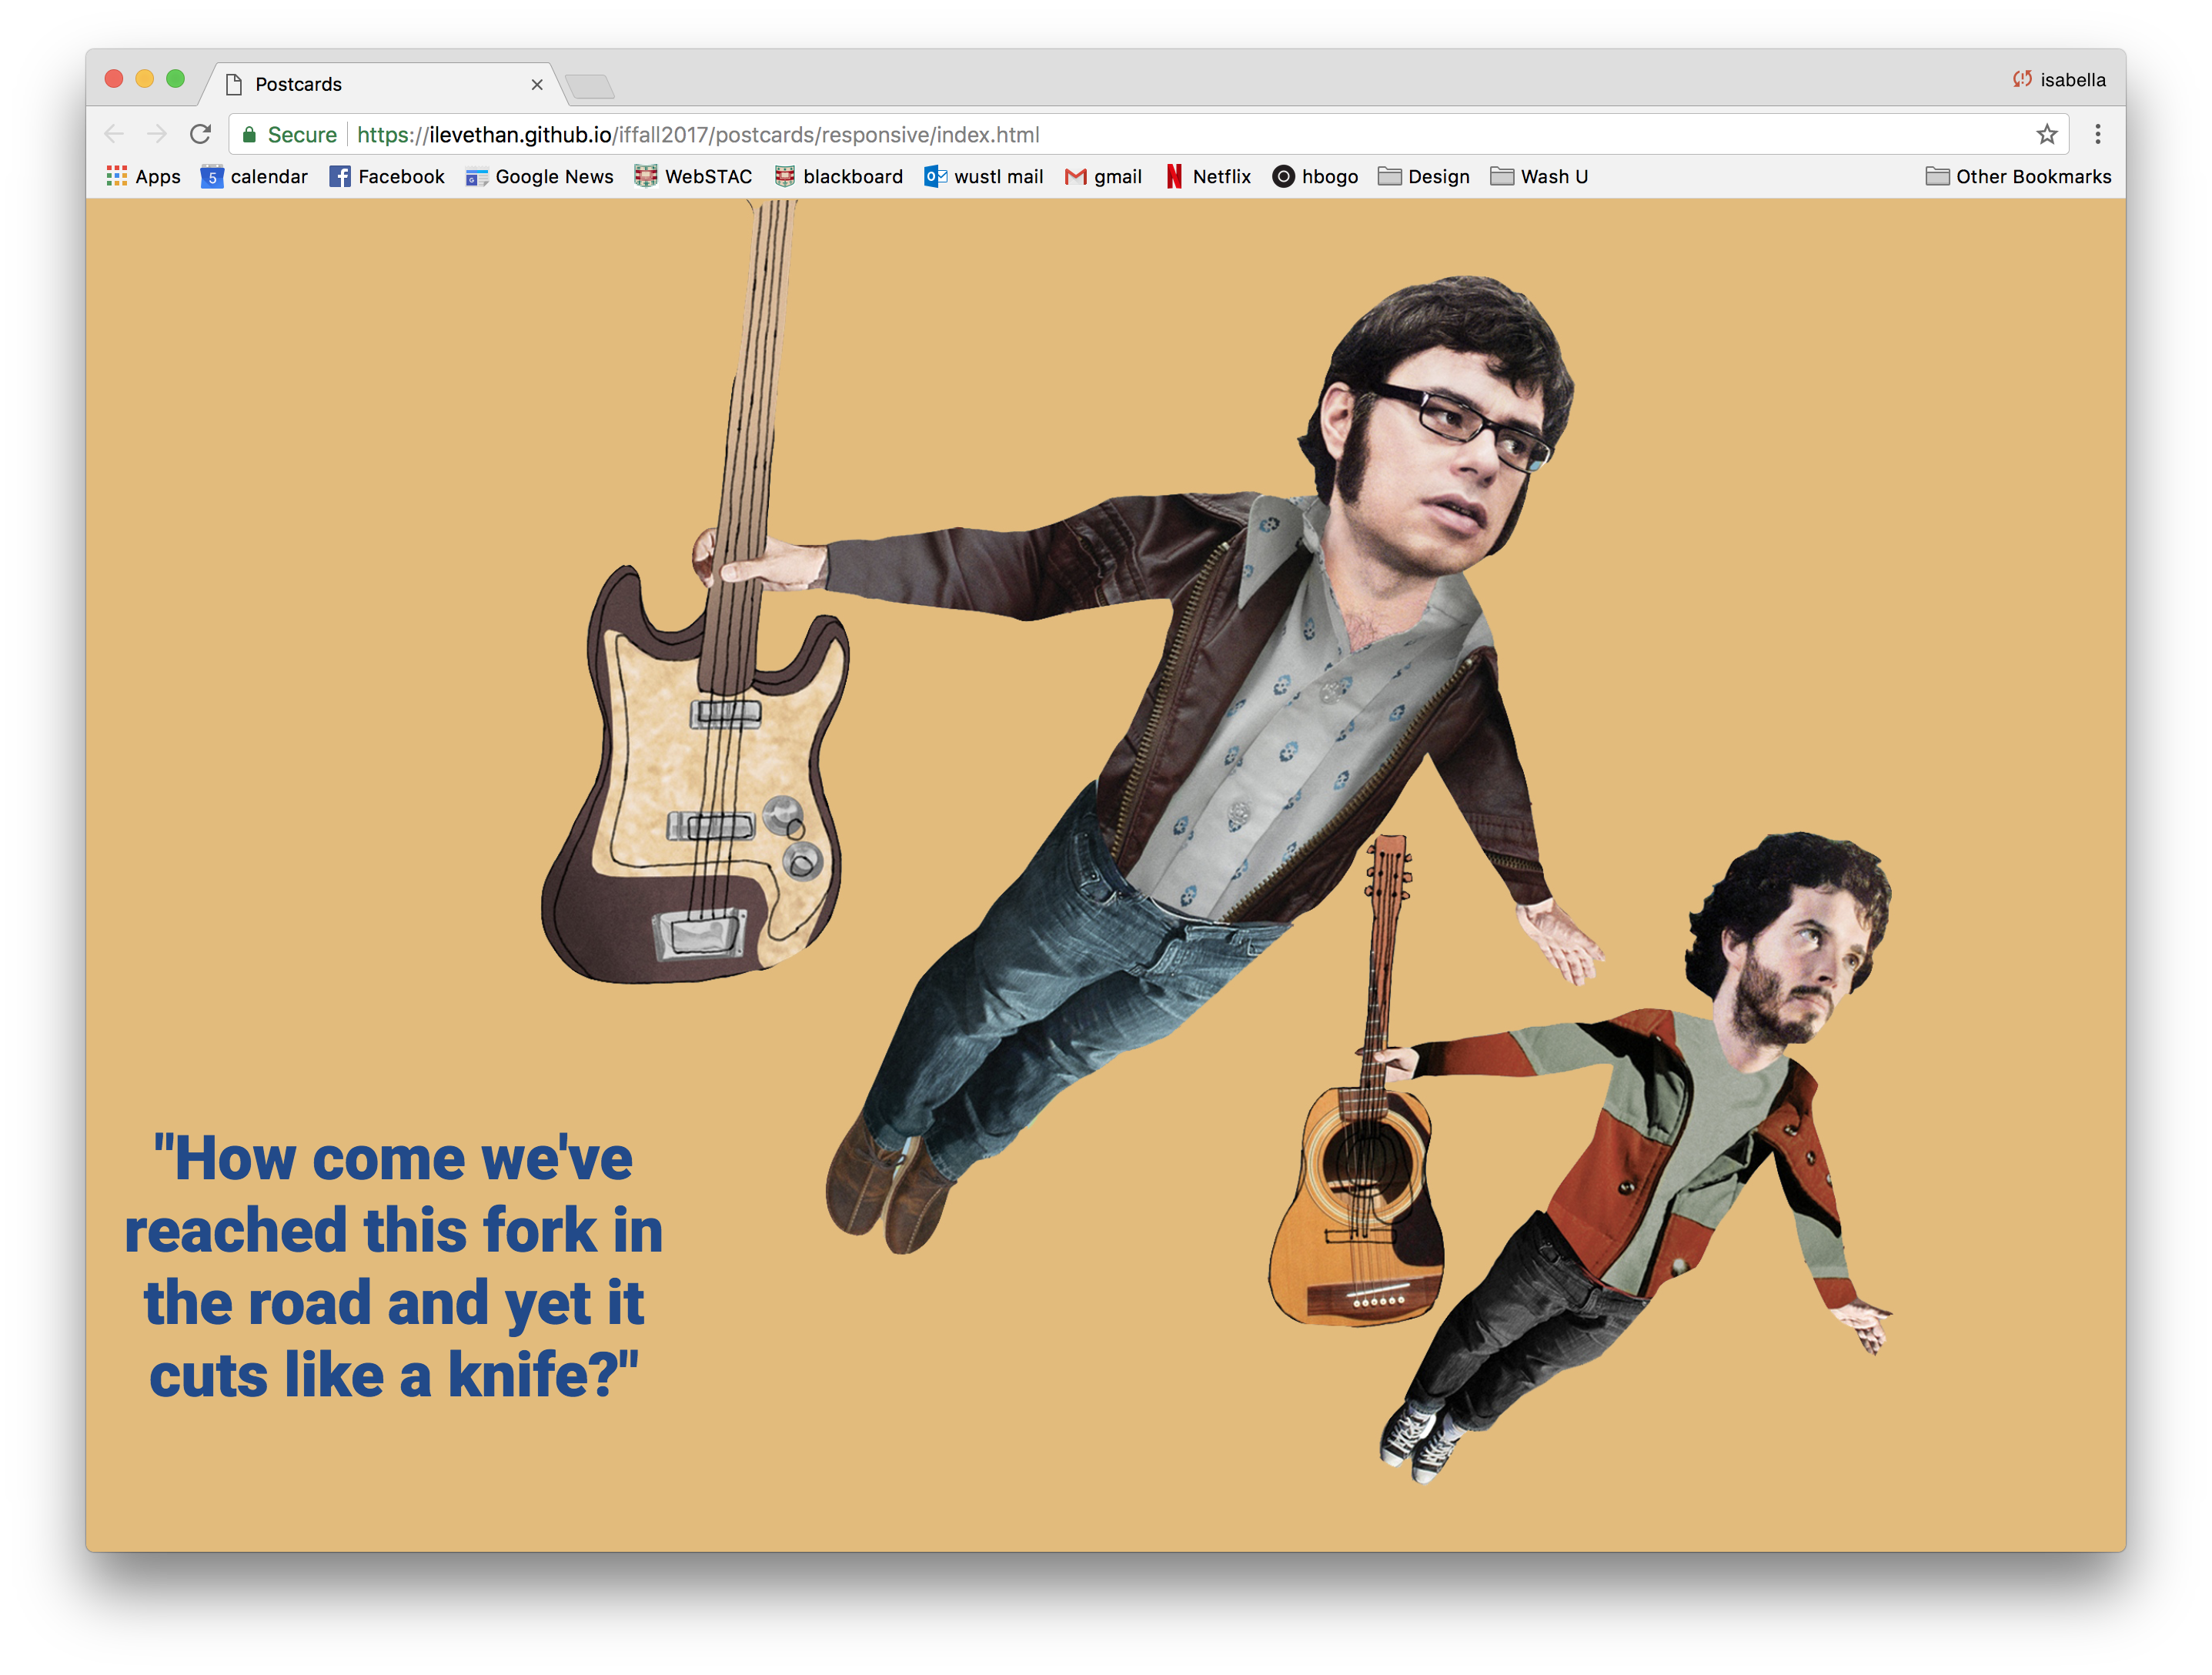 Postcards
isabella
Secure https://ilevethan.github.io/iffall2017/postcards/responsive/index.html
Apps 5 calendar Facebook Google News WebSTAC blackboard wustl mail gmail Netflix hbogo Design Wash U Other Bookmarks
"How come we've
reached this fork in
the road and yet it
cuts like a knife?"